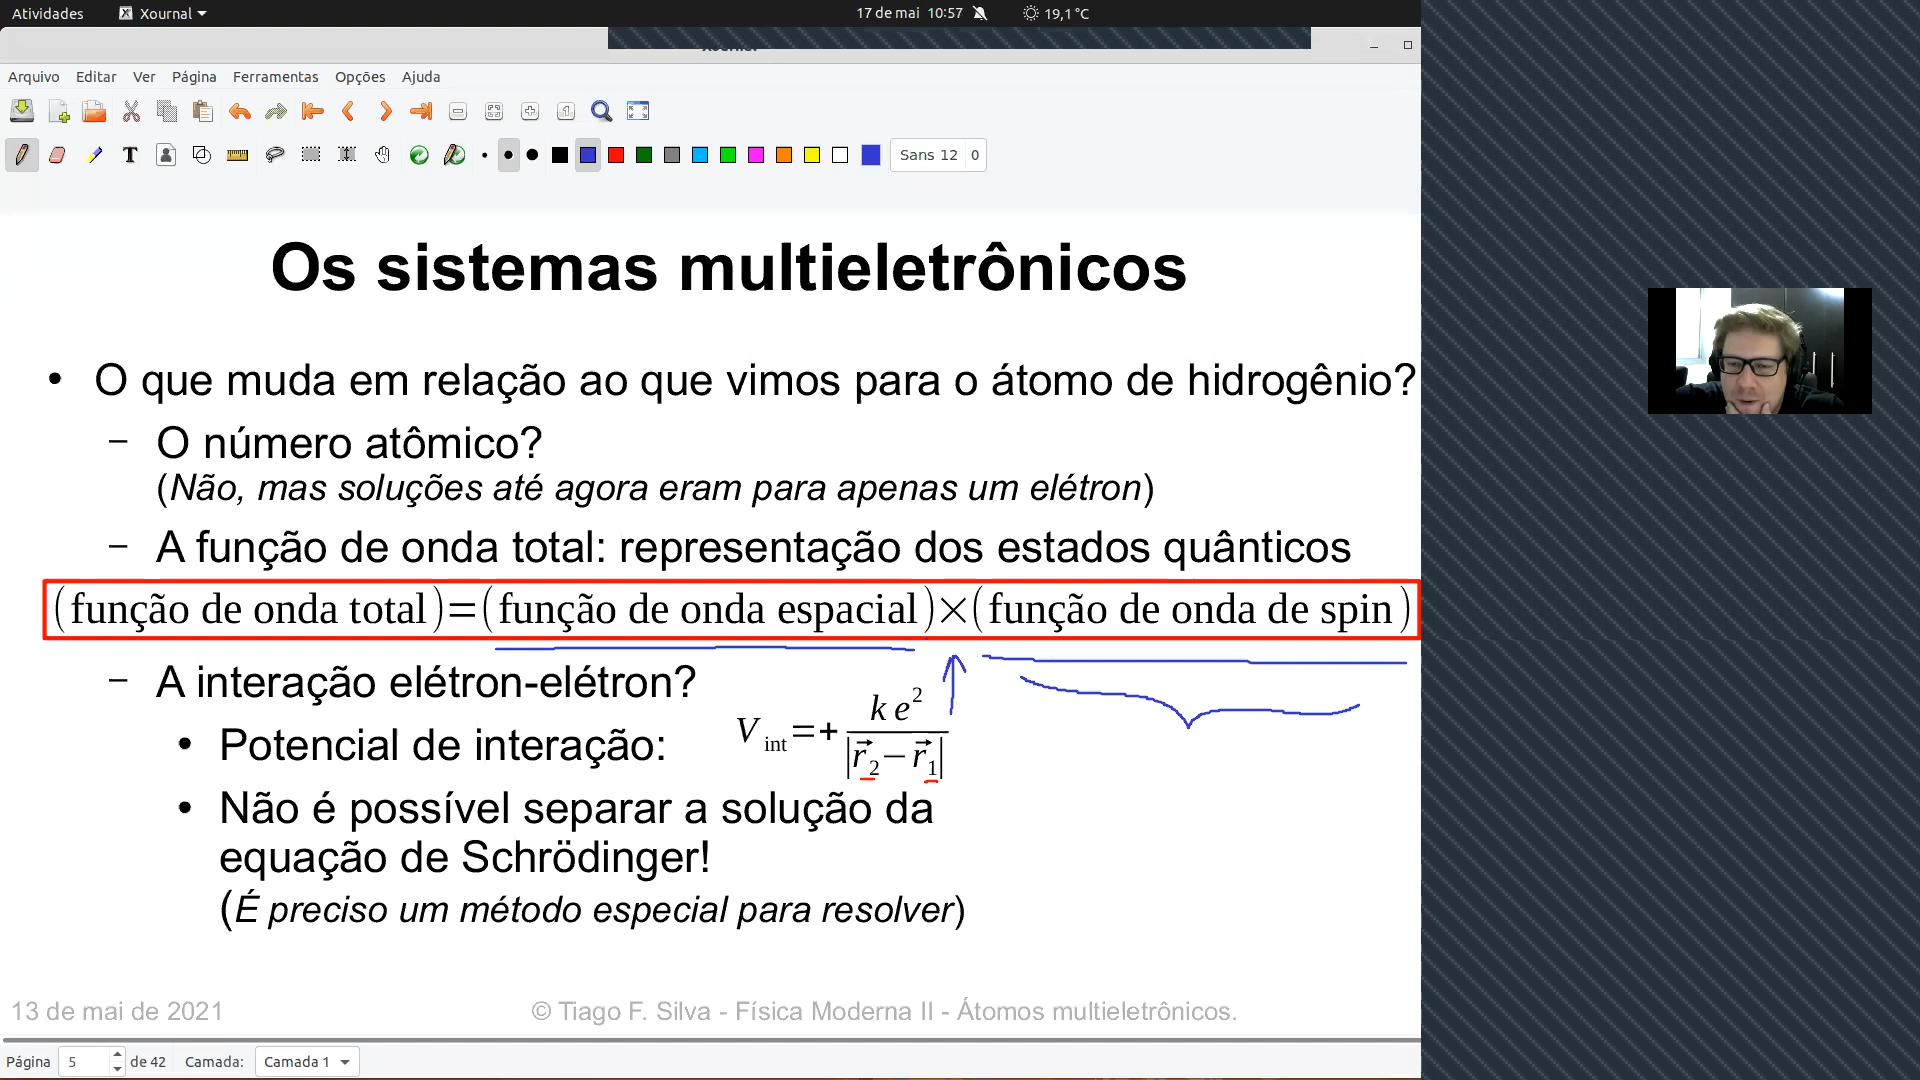 Atividades Xournal 17 de mai 10:57 19,1 °C
Arquivo Editar Ver Página Ferramentas Opções Ajuda
Sans 12 0
Os sistemas multieletrônicos
• O que muda em relação ao que vimos para o átomo de hidrogênio?
– O número atômico?
(Não, mas soluções até agora eram para apenas um elétron)
– A função de onda total: representação dos estados quânticos
(função de onda total)=(função de onda espacial)×(função de onda de spin)
– A interação elétron-elétron?
• Potencial de interação: V_int=+ k e²/|r⃗₂−r⃗₁|
• Não é possível separar a solução da
equação de Schrödinger!
(É preciso um método especial para resolver)
13 de mai de 2021 © Tiago F. Silva - Física Moderna II - Átomos multieletrônicos.
Página 5 de 42 Camada: Camada 1